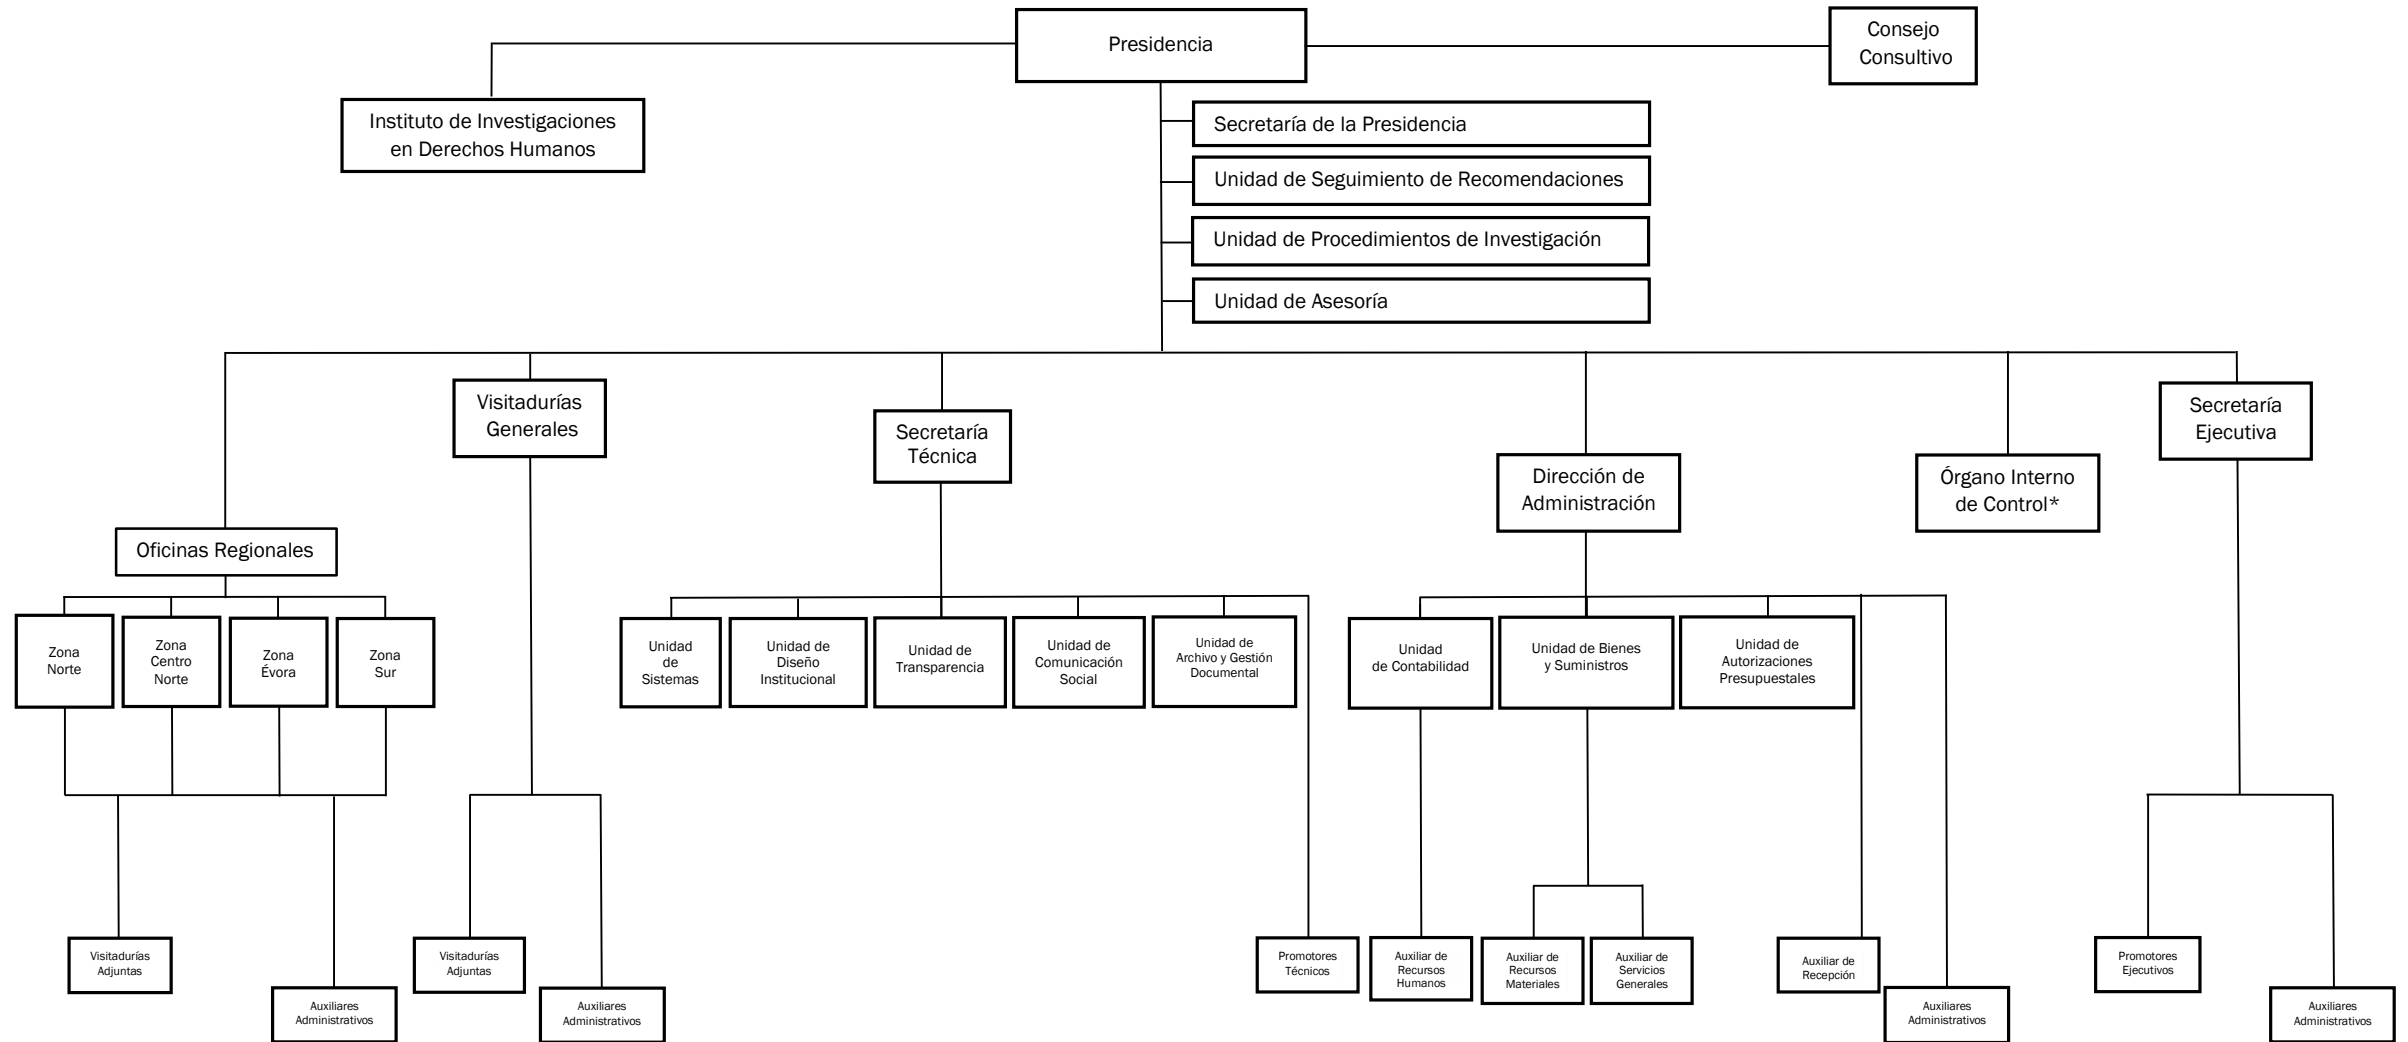 Presidencia
Consejo
Consultivo
Instituto de Investigaciones
en Derechos Humanos
Secretaría de la Presidencia
Unidad de Seguimiento de Recomendaciones
Unidad de Procedimientos de Investigación
Unidad de Asesoría
Visitadurías
Generales
Secretaría
Técnica
Dirección de
Administración
Órgano Interno
de Control*
Secretaría
Ejecutiva
Oficinas Regionales
Zona
Norte
Zona
Centro
Norte
Zona
Évora
Zona
Sur
Unidad
de
Sistemas
Unidad de
Diseño
Institucional
Unidad de
Transparencia
Unidad de
Comunicación
Social
Unidad de
Archivo y Gestión
Documental
Unidad
de Contabilidad
Unidad de Bienes
y Suministros
Unidad de
Autorizaciones
Presupuestales
Visitadurías
Adjuntas
Auxiliares
Administrativos
Visitadurías
Adjuntas
Auxiliares
Administrativos
Promotores
Técnicos
Auxiliar de
Recursos
Humanos
Auxiliar de
Recursos
Materiales
Auxiliar de
Servicios
Generales
Auxiliar de
Recepción
Auxiliares
Administrativos
Promotores
Ejecutivos
Auxiliares
Administrativos